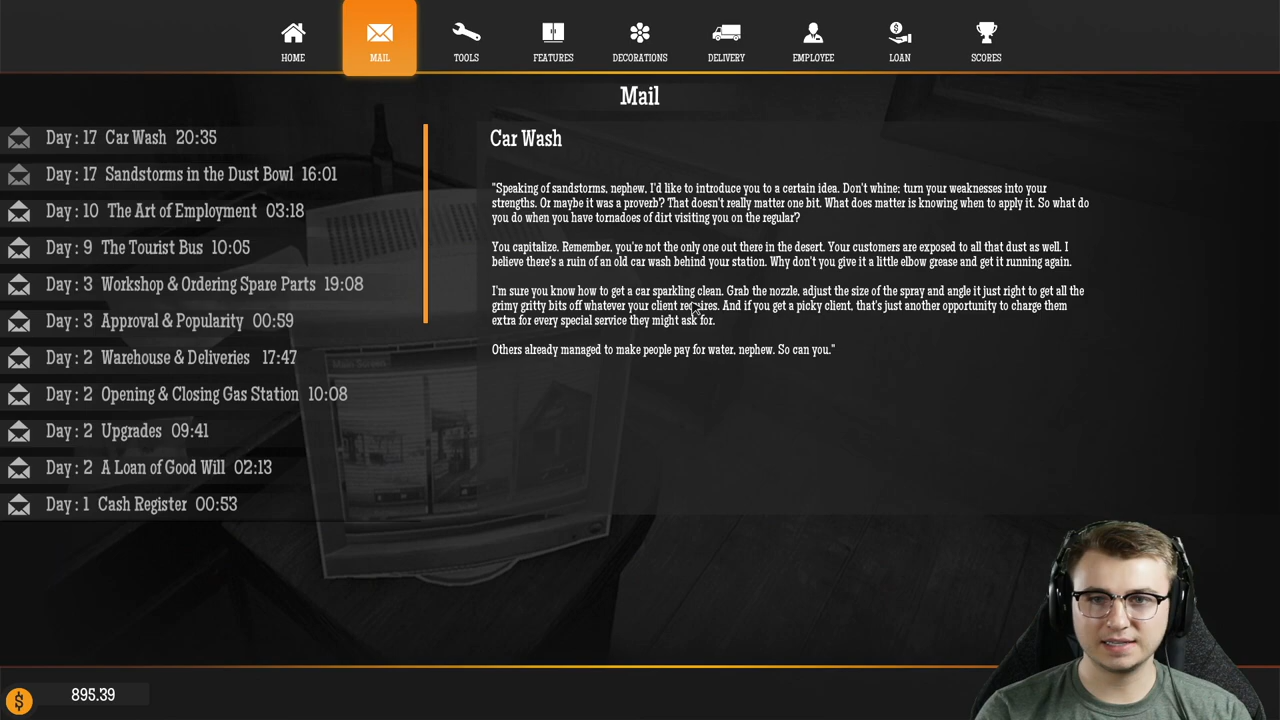 HOME
MAIL
TOOLS
FEATURES
DECORATIONS
DELIVERY
EMPLOYEE
LOAN
SCORES
Mail
Day : 17 Car Wash 20:35
Day : 17 Sandstorms in the Dust Bowl 16:01
Day : 10 The Art of Employment 03:18
Day : 9 The Tourist Bus 10:05
Day : 3 Workshop & Ordering Spare Parts 19:08
Day : 3 Approval & Popularity 00:59
Day : 2 Warehouse & Deliveries 17:47
Day : 2 Opening & Closing Gas Station 10:08
Day : 2 Upgrades 09:41
Day : 2 A Loan of Good Will 02:13
Day : 1 Cash Register 00:53
Car Wash
"Speaking of sandstorms, nephew, I'd like to introduce you to a certain idea. Don't whine; turn your weaknesses into your
strengths. Or maybe it was a proverb? That doesn't really matter one bit. What does matter is knowing when to apply it. So what do
you do when you have tornadoes of dirt visiting you on the regular?
You capitalize. Remember, you're not the only one out there in the desert. Your customers are exposed to all that dust as well. I
believe there's a ruin of an old car wash behind your station. Why don't you give it a little elbow grease and get it running again.
I'm sure you know how to get a car sparkling clean. Grab the nozzle, adjust the size of the spray and angle it just right to get all the
grimy gritty bits off whatever your client requires. And if you get a picky client, that's just another opportunity to charge them
extra for every special service they might ask for.
Others already managed to make people pay for water, nephew. So can you."
$ 895.39